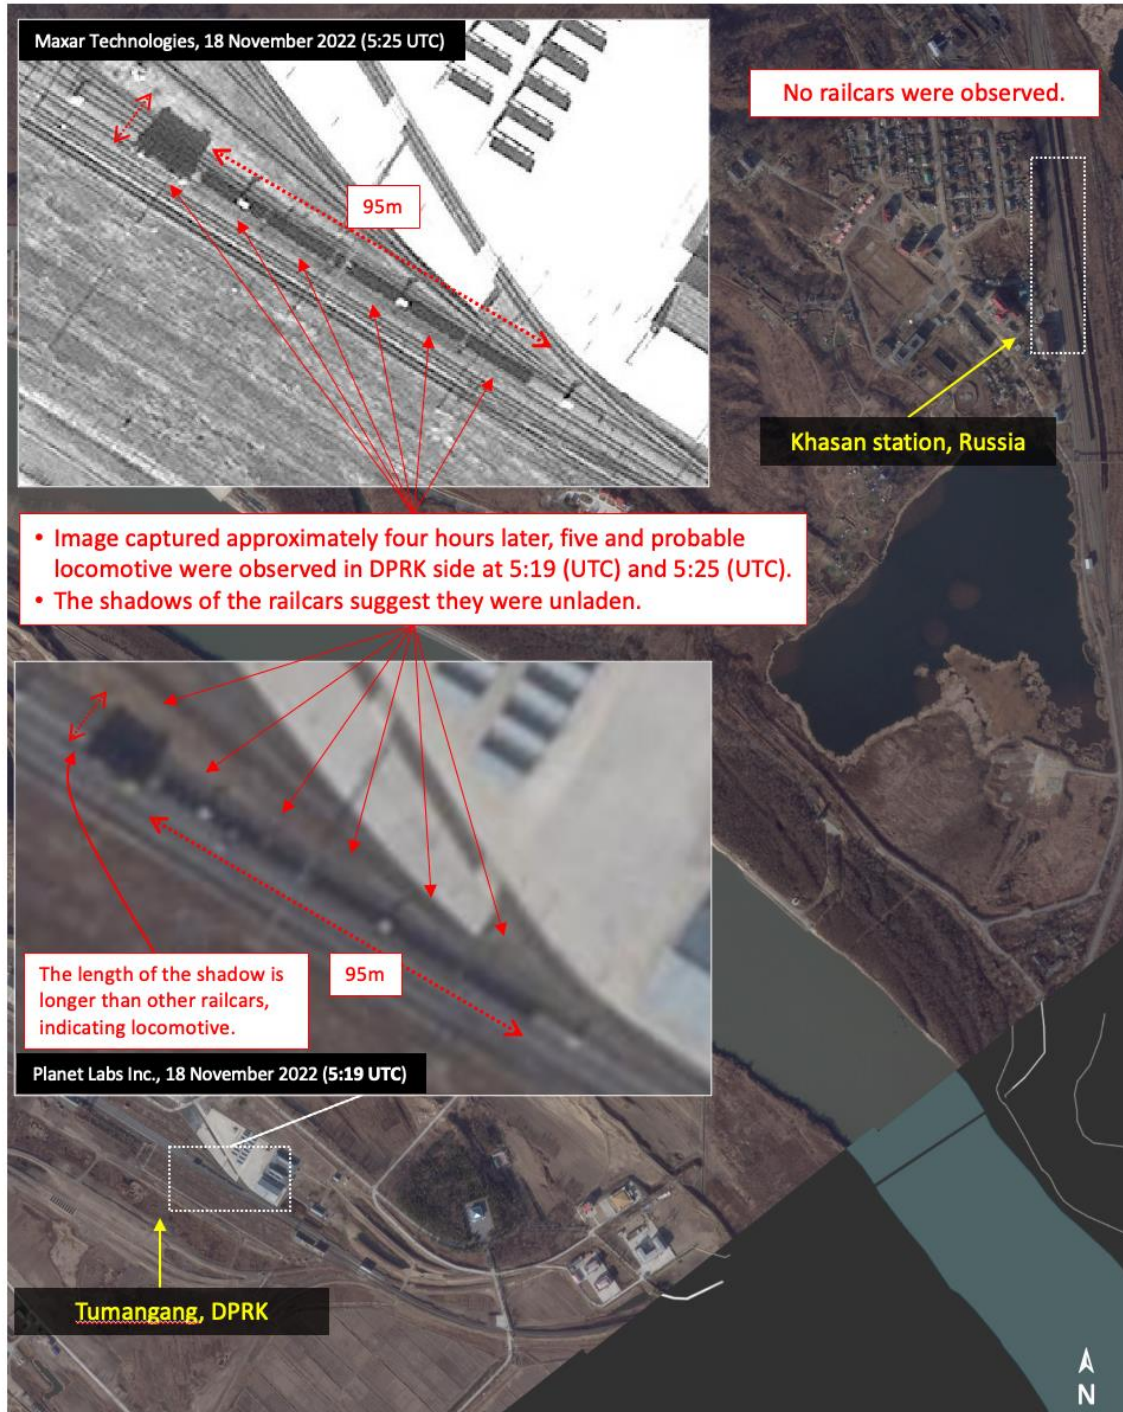 Maxar Technologies, 18 November 2022 (5:25 UTC)
No railcars were observed.
95m
Khasan station, Russia
• Image captured approximately four hours later, five and probable
locomotive were observed in DPRK side at 5:19 (UTC) and 5:25 (UTC).
• The shadows of the railcars suggest they were unladen.
The length of the shadow is
longer than other railcars,
indicating locomotive.
95m
Planet Labs Inc., 18 November 2022 (5:19 UTC)
Tumangang, DPRK
N